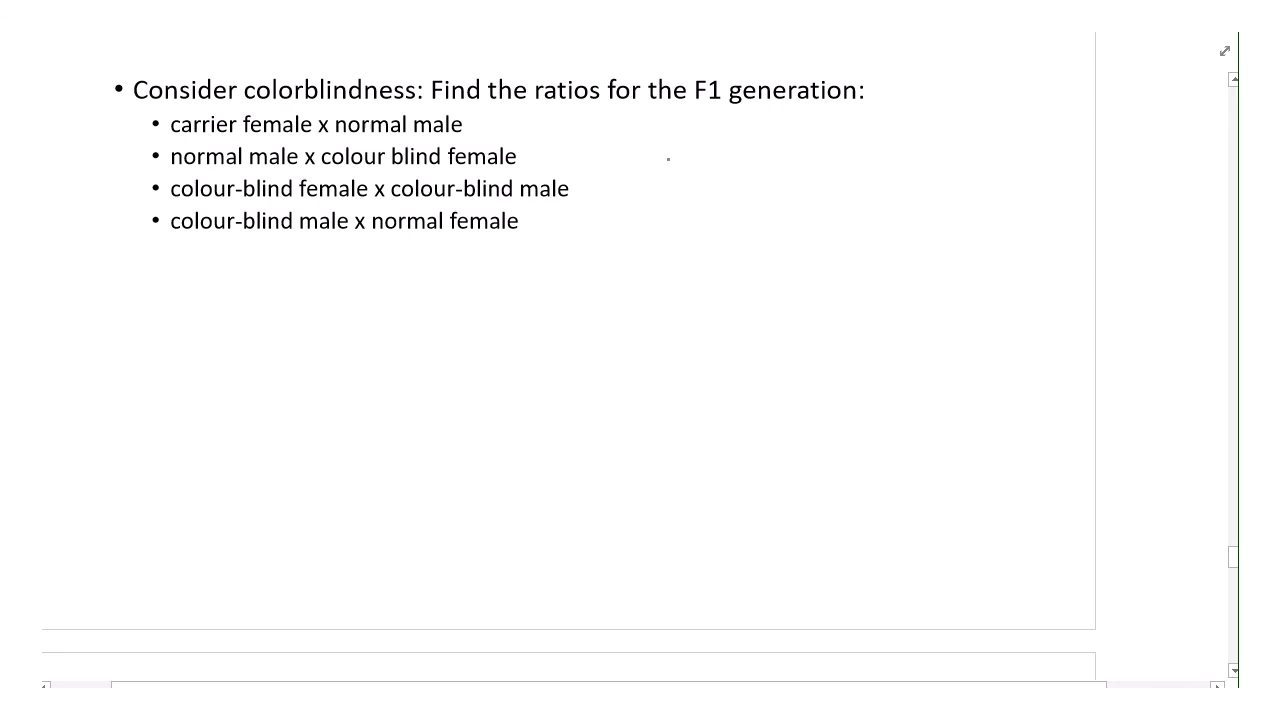 • Consider colorblindness: Find the ratios for the F1 generation:
• carrier female x normal male
• normal male x colour blind female
• colour-blind female x colour-blind male
• colour-blind male x normal female